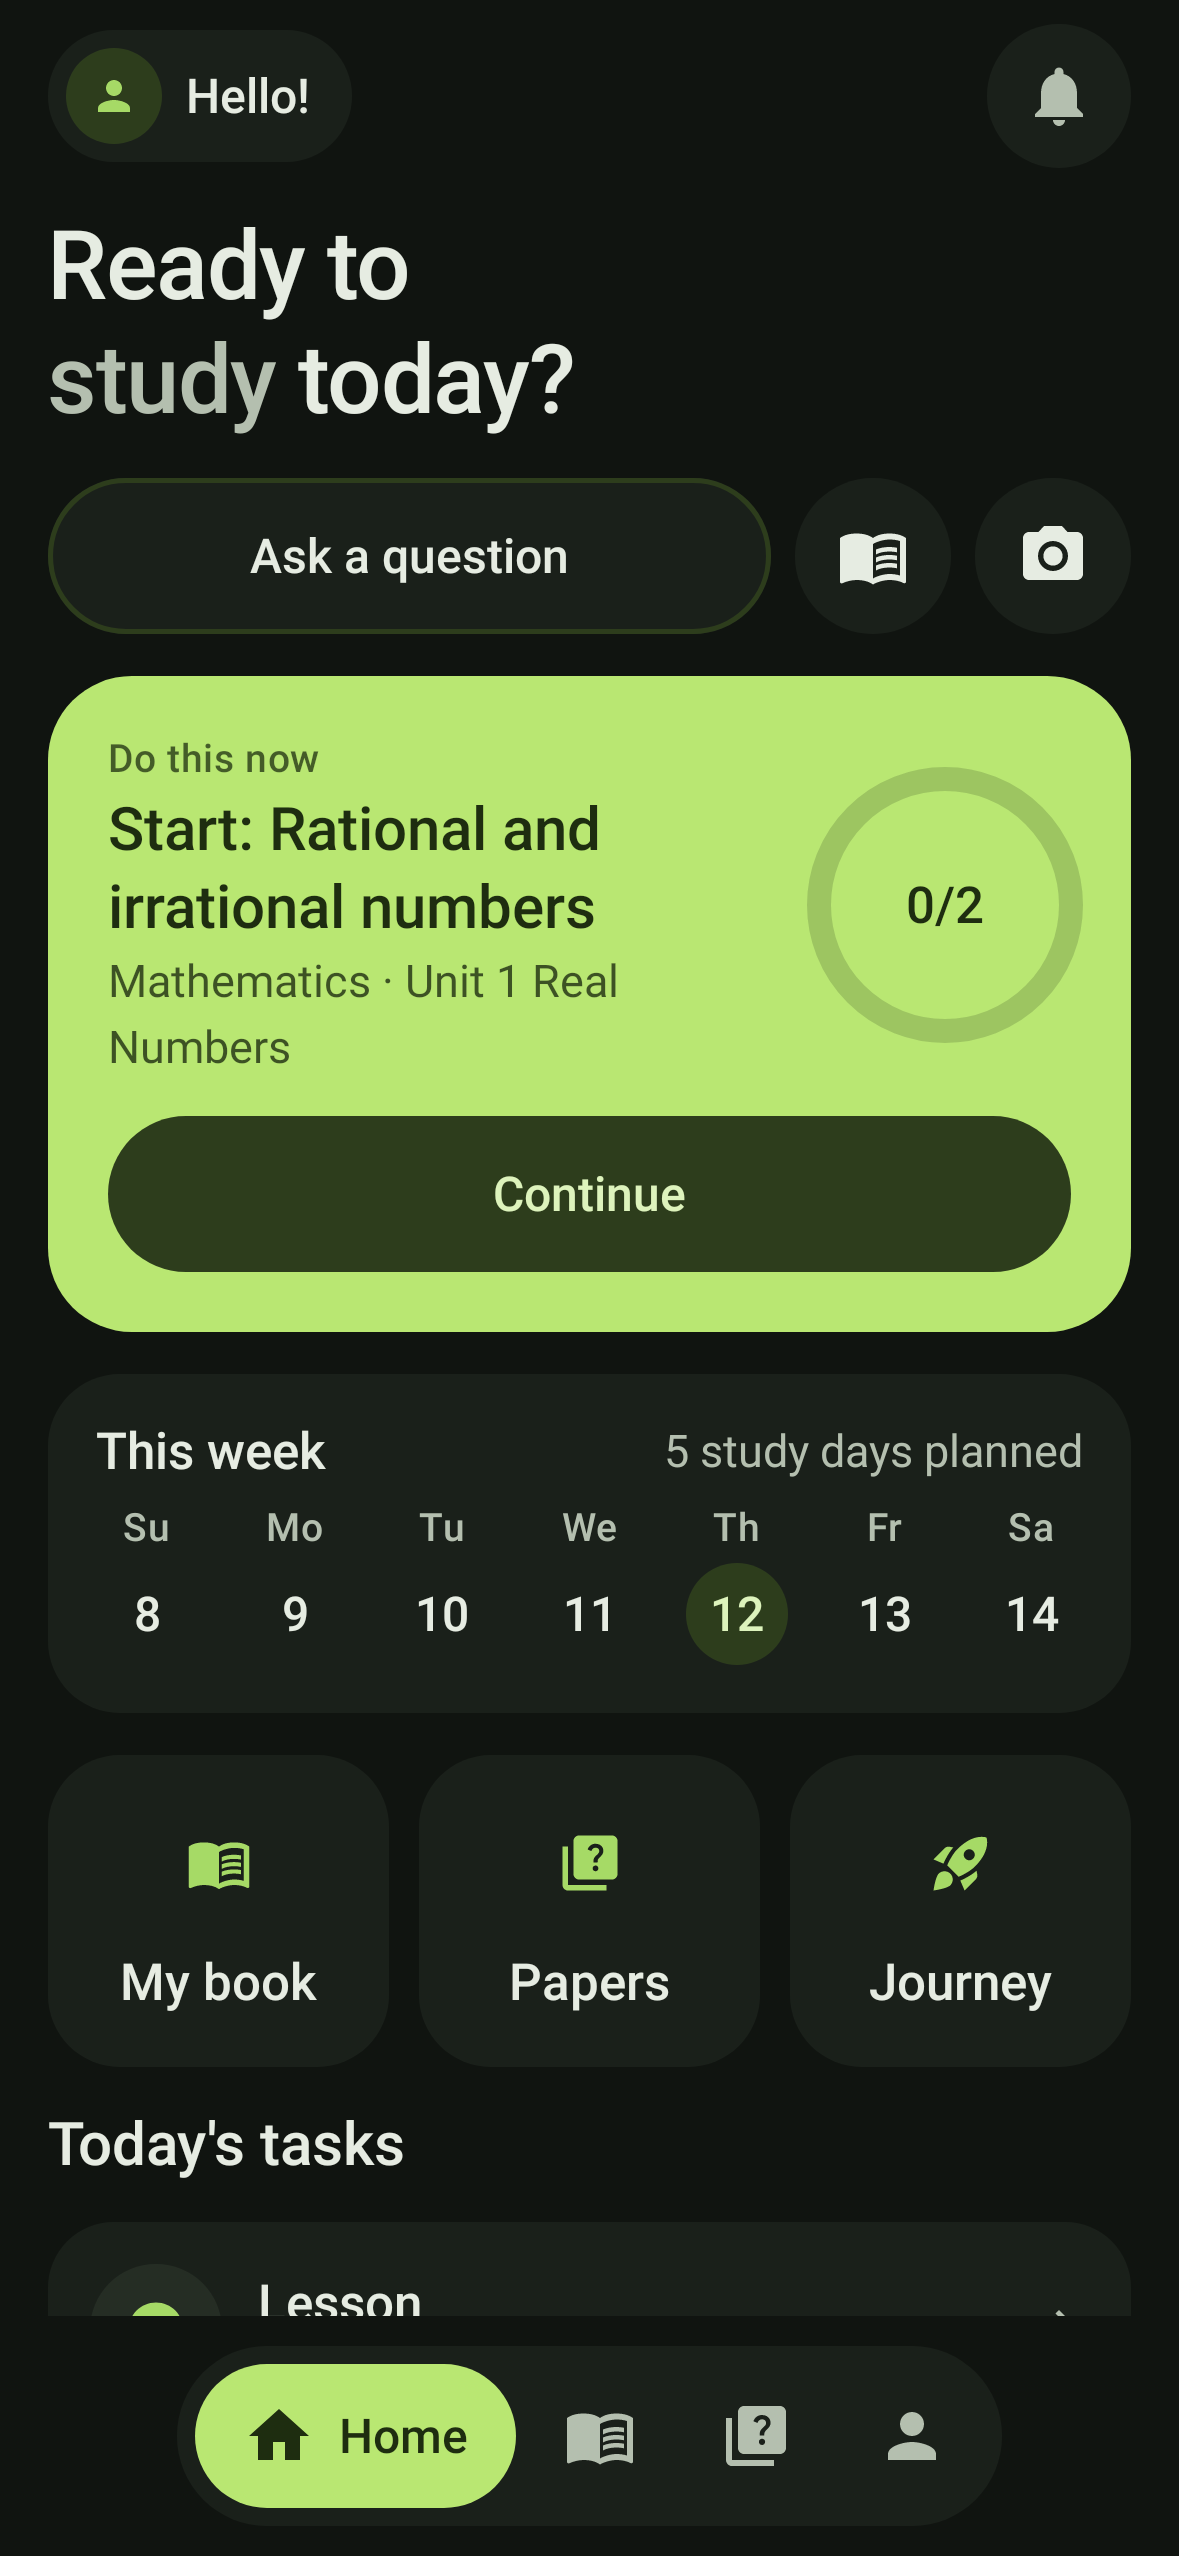 Hello!
Ready to
study today?
Ask a question
Do this now
Start: Rational and
irrational numbers
Mathematics · Unit 1 Real
Numbers
0/2
Continue
This week
5 study days planned
Su Mo Tu We Th Fr Sa
8 9 10 11 12 13 14
My book
Papers
Journey
Today's tasks
Lesson
Home